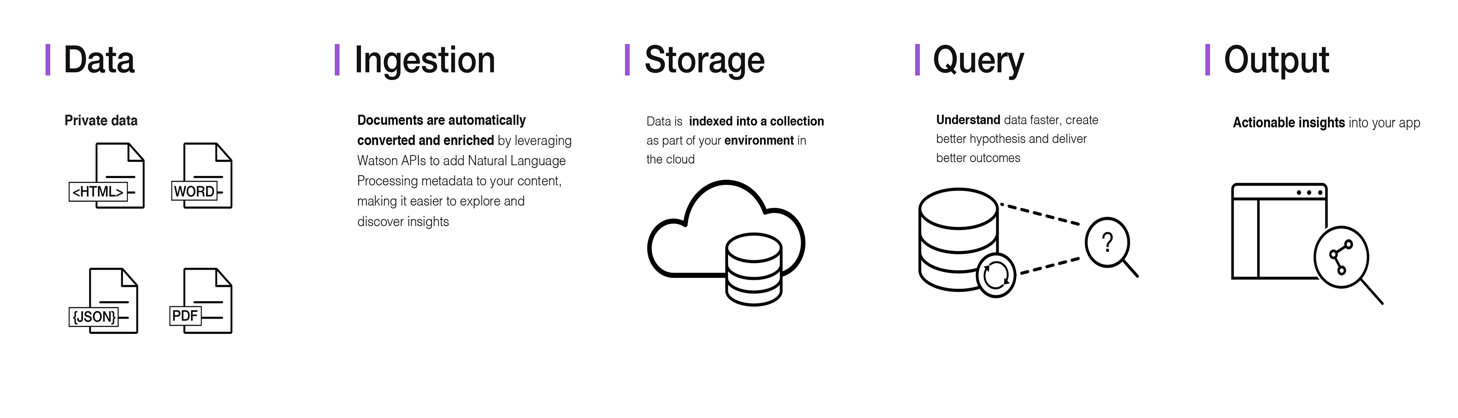 Data
Private data
<HTML>
WORD
{JSON}
PDF
Ingestion
Documents are automatically
converted and enriched by leveraging
Watson APIs to add Natural Language
Processing metadata to your content,
making it easier to explore and
discover insights
Storage
Data is indexed into a collection
as part of your environment in
the cloud
Query
Understand data faster, create
better hypothesis and deliver
better outcomes
?
Output
Actionable insights into your app